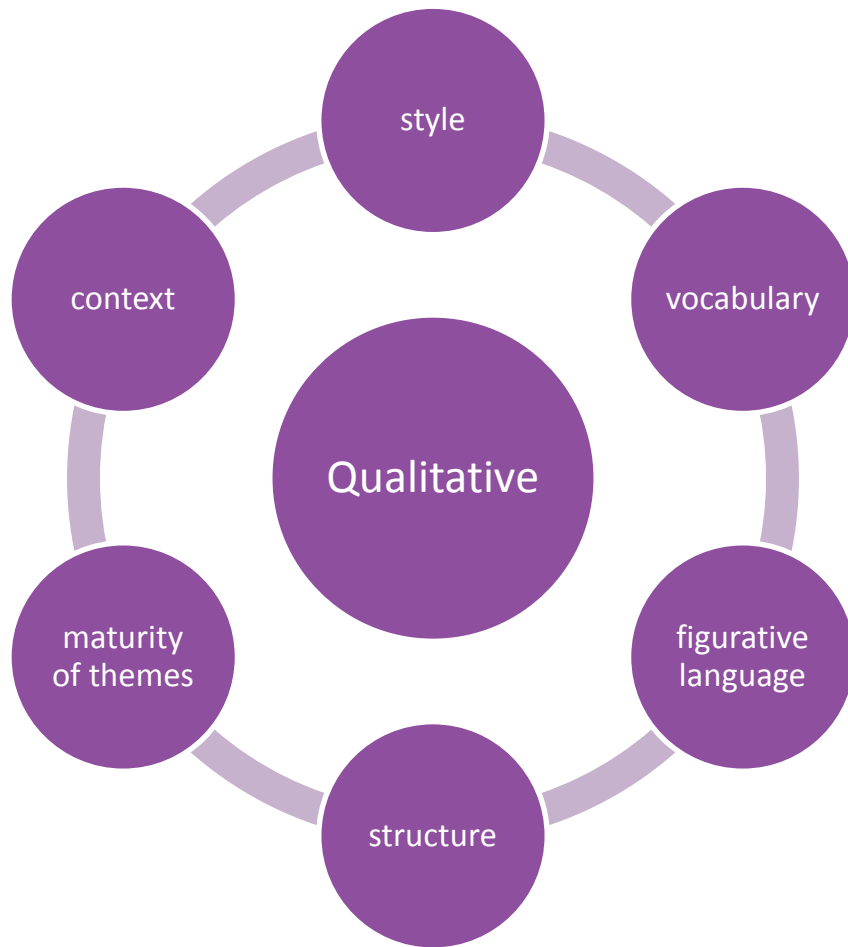 style
context
vocabulary
Qualitative
maturity
of themes
figurative
language
structure